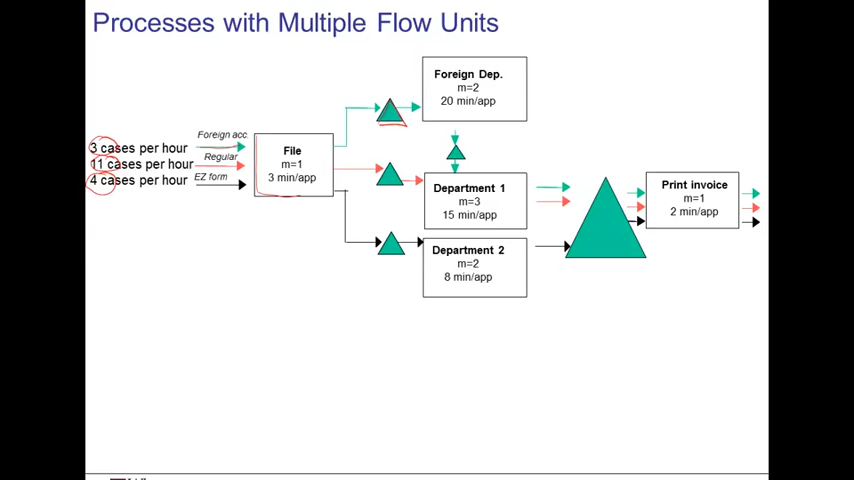 Processes with Multiple Flow Units
Foreign Dep.
m=2
20 min/app
3 cases per hour
Foreign acc.
11 cases per hour
Regular
4 cases per hour
EZ form
File
m=1
3 min/app
Department 1
m=3
15 min/app
Department 2
m=2
8 min/app
Print invoice
m=1
2 min/app